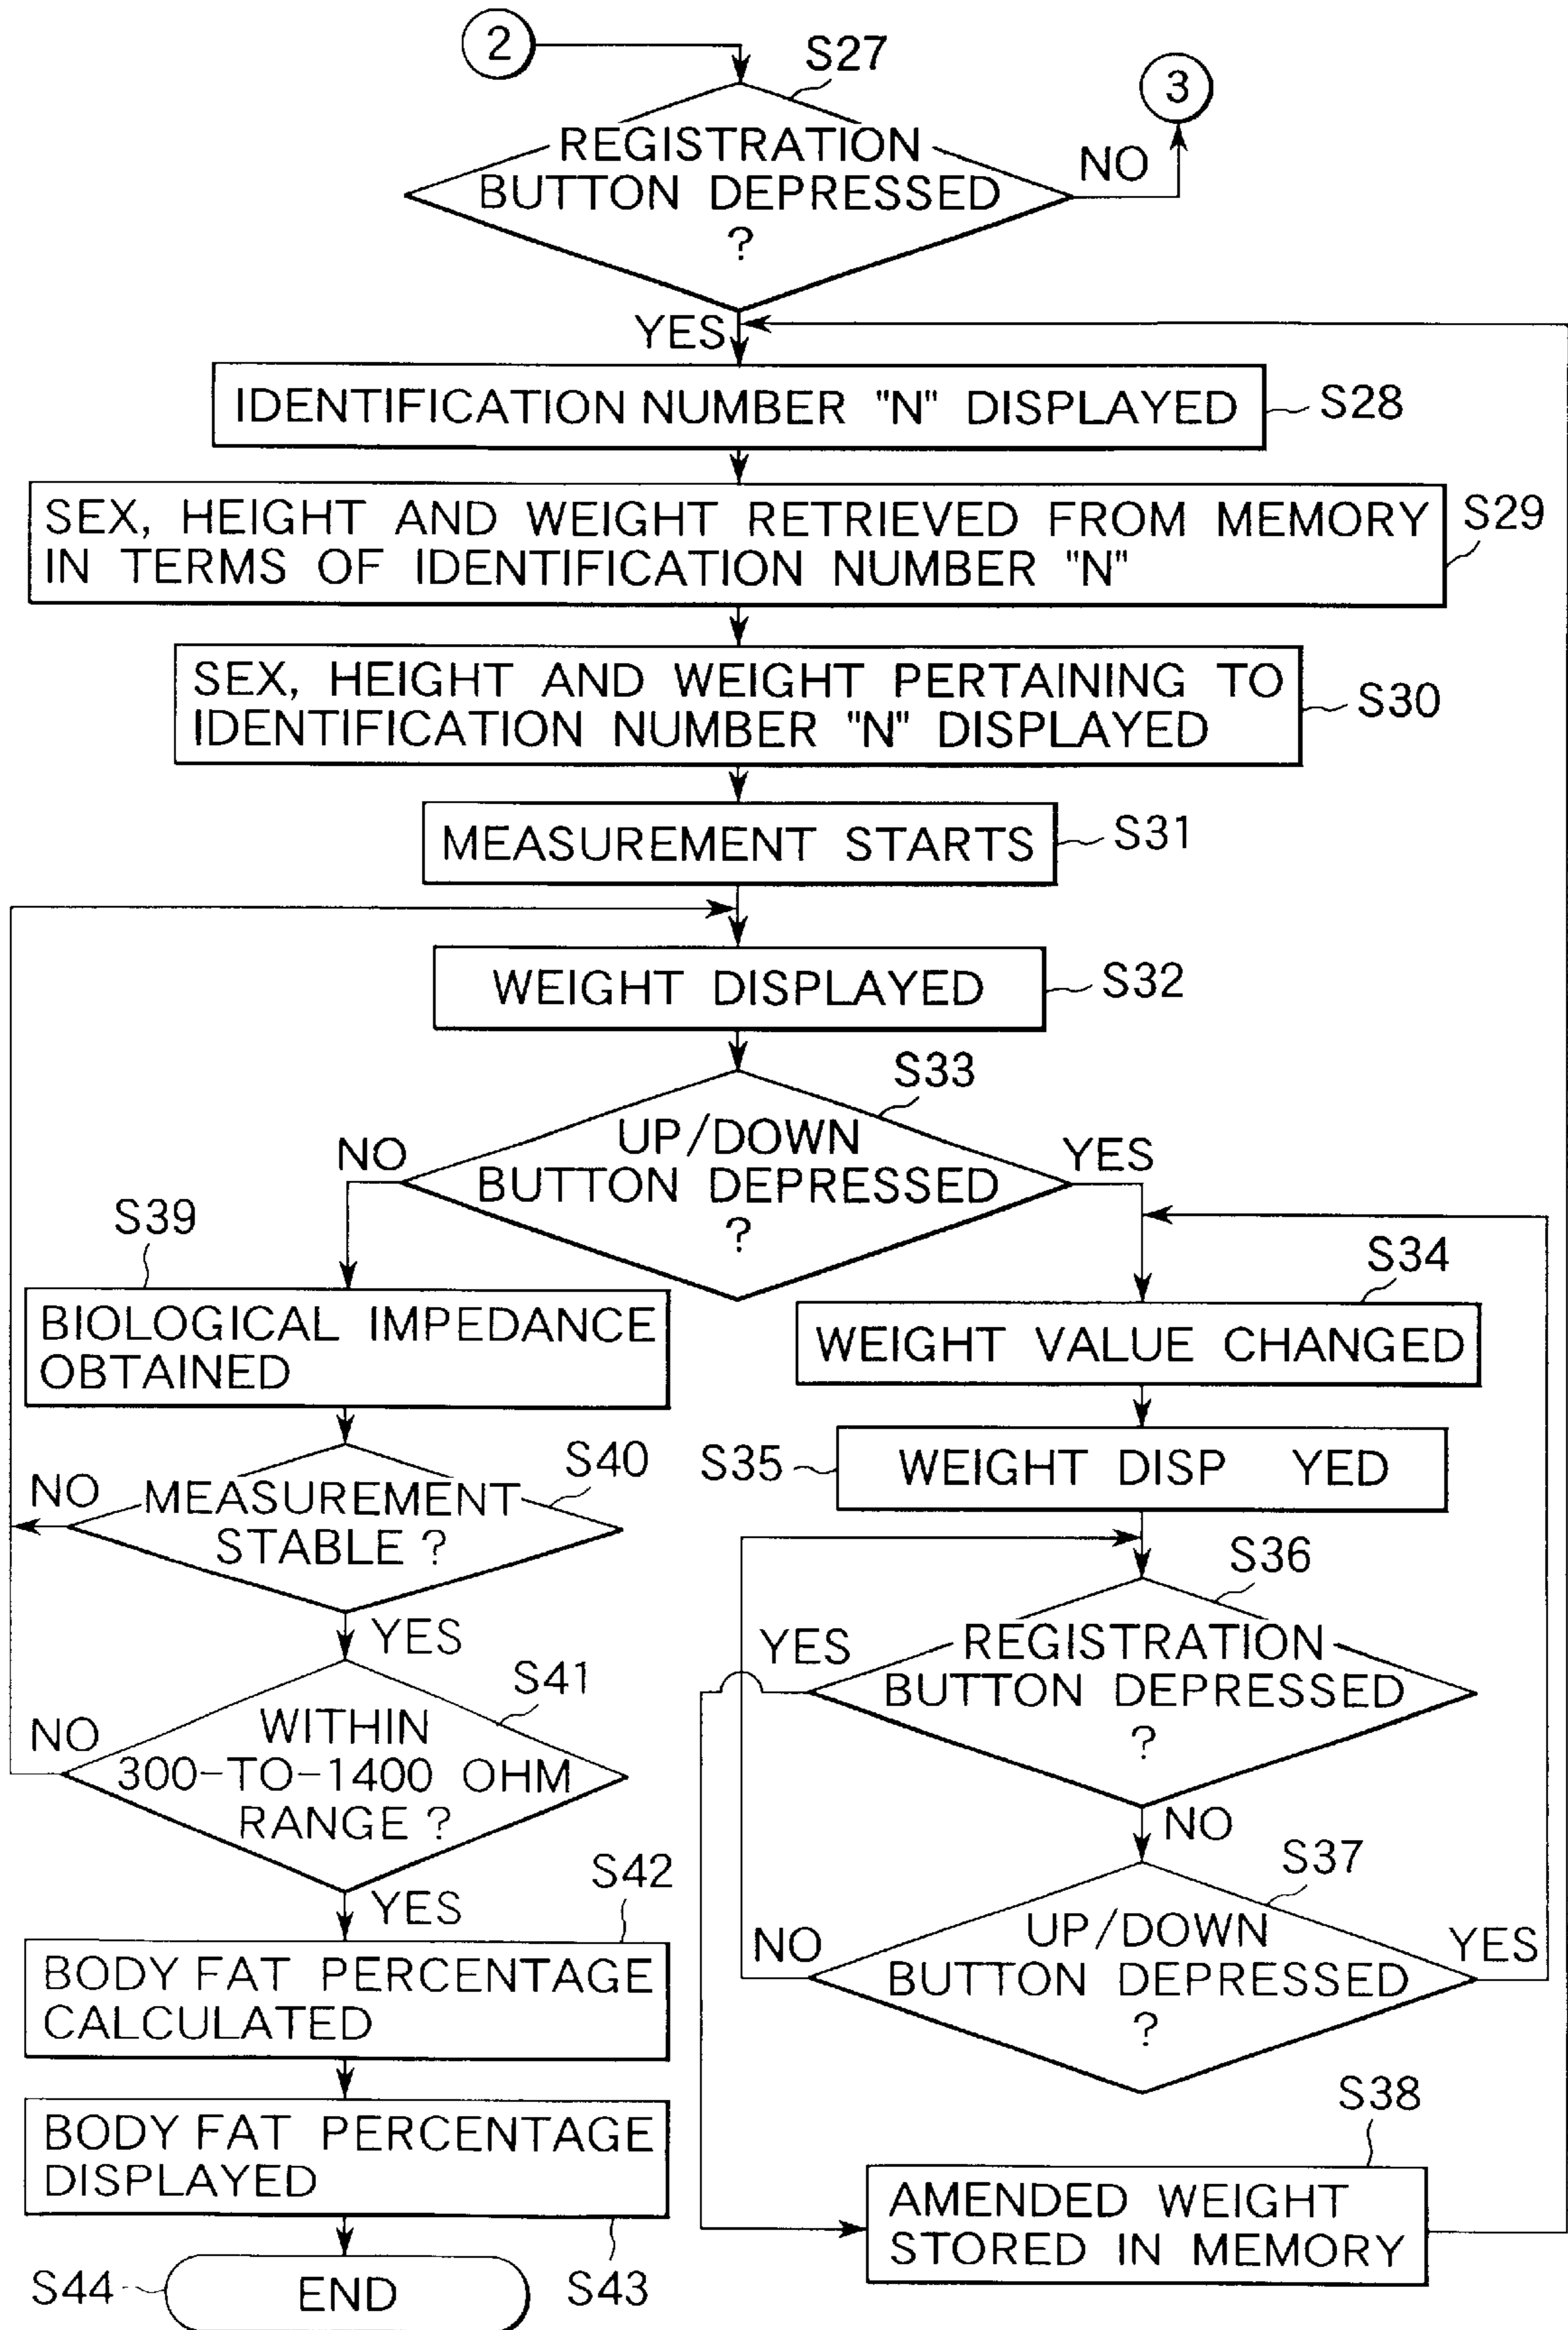 2
S27
3
REGISTRATION
BUTTON DEPRESSED
?
NO
YES
IDENTIFICATION NUMBER "N" DISPLAYED
S28
SEX, HEIGHT AND WEIGHT RETRIEVED FROM MEMORY
IN TERMS OF IDENTIFICATION NUMBER "N"
S29
SEX, HEIGHT AND WEIGHT PERTAINING TO
IDENTIFICATION NUMBER "N" DISPLAYED
S30
MEASUREMENT STARTS
S31
WEIGHT DISPLAYED
S32
S33
UP/DOWN
BUTTON DEPRESSED
?
NO
YES
S39
BIOLOGICAL IMPEDANCE
OBTAINED
S34
WEIGHT VALUE CHANGED
S35
WEIGHT DISP YED
S40
MEASUREMENT
STABLE ?
NO
YES
S36
REGISTRATION
BUTTON DEPRESSED
?
YES
NO
S41
WITHIN
300-TO-1400 OHM
RANGE ?
NO
YES
S37
UP/DOWN
BUTTON DEPRESSED
?
NO
YES
S42
BODY FAT PERCENTAGE
CALCULATED
BODY FAT PERCENTAGE
DISPLAYED
S43
S38
AMENDED WEIGHT
STORED IN MEMORY
S44
END